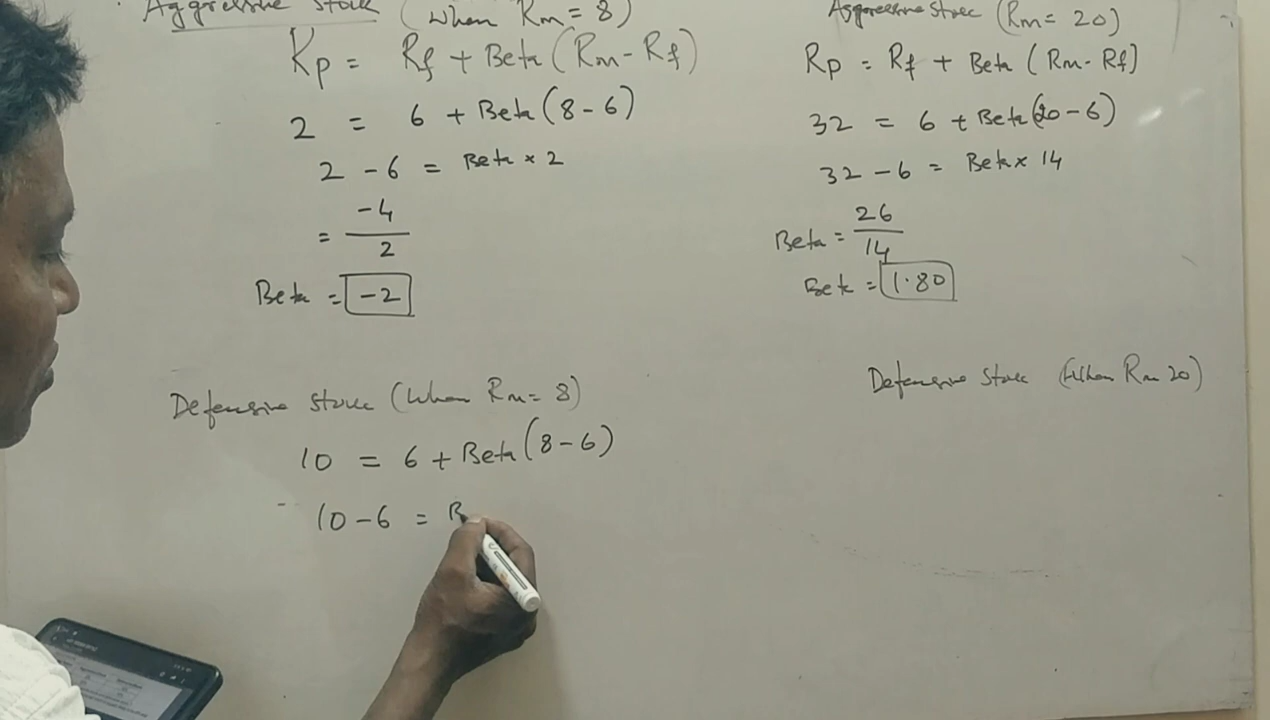 Aggressive Stock (When Rm = 8)
Kp = Rf + Beta (Rm - Rf)
2 = 6 + Beta (8 - 6)
2 - 6 = Beta × 2
= -4
2
Beta = -2
Aggressive Stock (Rm = 20)
Rp = Rf + Beta (Rm - Rf)
32 = 6 + Beta (20 - 6)
32 - 6 = Beta × 14
Beta = 26
14
Beta = 1.80
Defensive Stock (When Rm = 8)
10 = 6 + Beta (8 - 6)
10 - 6 = B
Defensive Stock (When Rm 20)